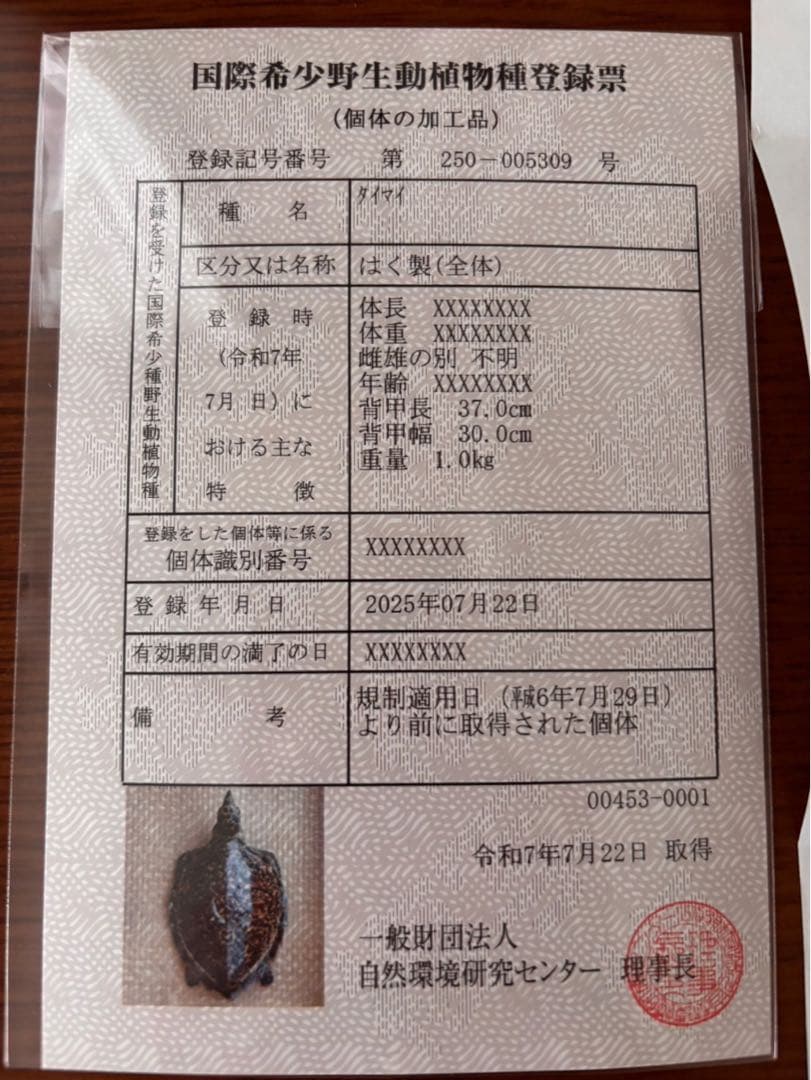 国際希少野生動植物種登録票
(個体の加工品)
登録記号番号 第 250-005309 号
登録を受けた国際希少種野生動植物種
種 名 タイマイ
区分又は名称 はく製(全体)
登録時
(令和7年
7月 日)に
おける主な
特 徴
体長 XXXXXXXX
体重 XXXXXXXX
雌雄の別 不明
年齢 XXXXXXXX
背甲長 37.0cm
背甲幅 30.0cm
重量 1.0kg
登録をした個体等に係る
個体識別番号 XXXXXXXX
登録年月日 2025年07月22日
有効期間の満了の日 XXXXXXXX
備 考
規制適用日(平成6年7月29日)
より前に取得された個体
00453-0001
令和7年7月22日 取得
一般財団法人
自然環境研究センター 理事長